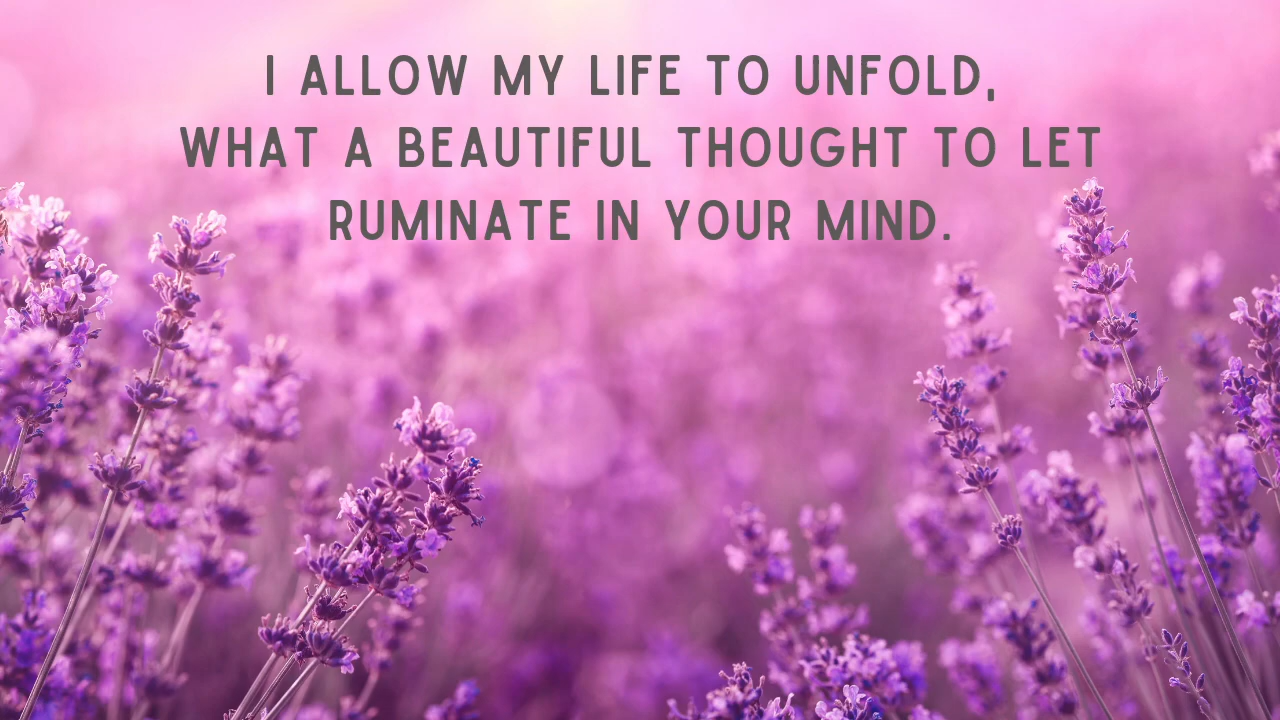 I ALLOW MY LIFE TO UNFOLD,
WHAT A BEAUTIFUL THOUGHT TO LET
RUMINATE IN YOUR MIND.